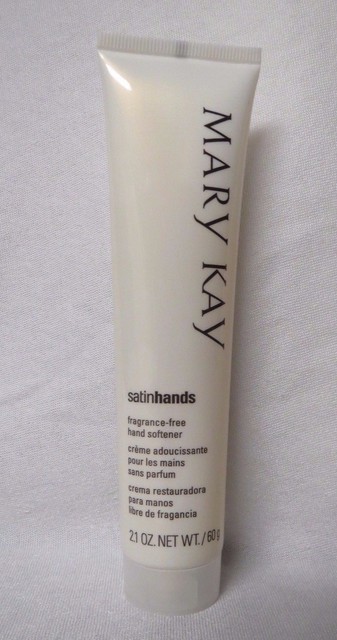 MARY KAY
satinhands
fragrance-free
hand softener
crème adoucissante
pour les mains
sans parfum
crema restauradora
para manos
libre de fragancia
2.1 OZ. NET WT. / 60 g